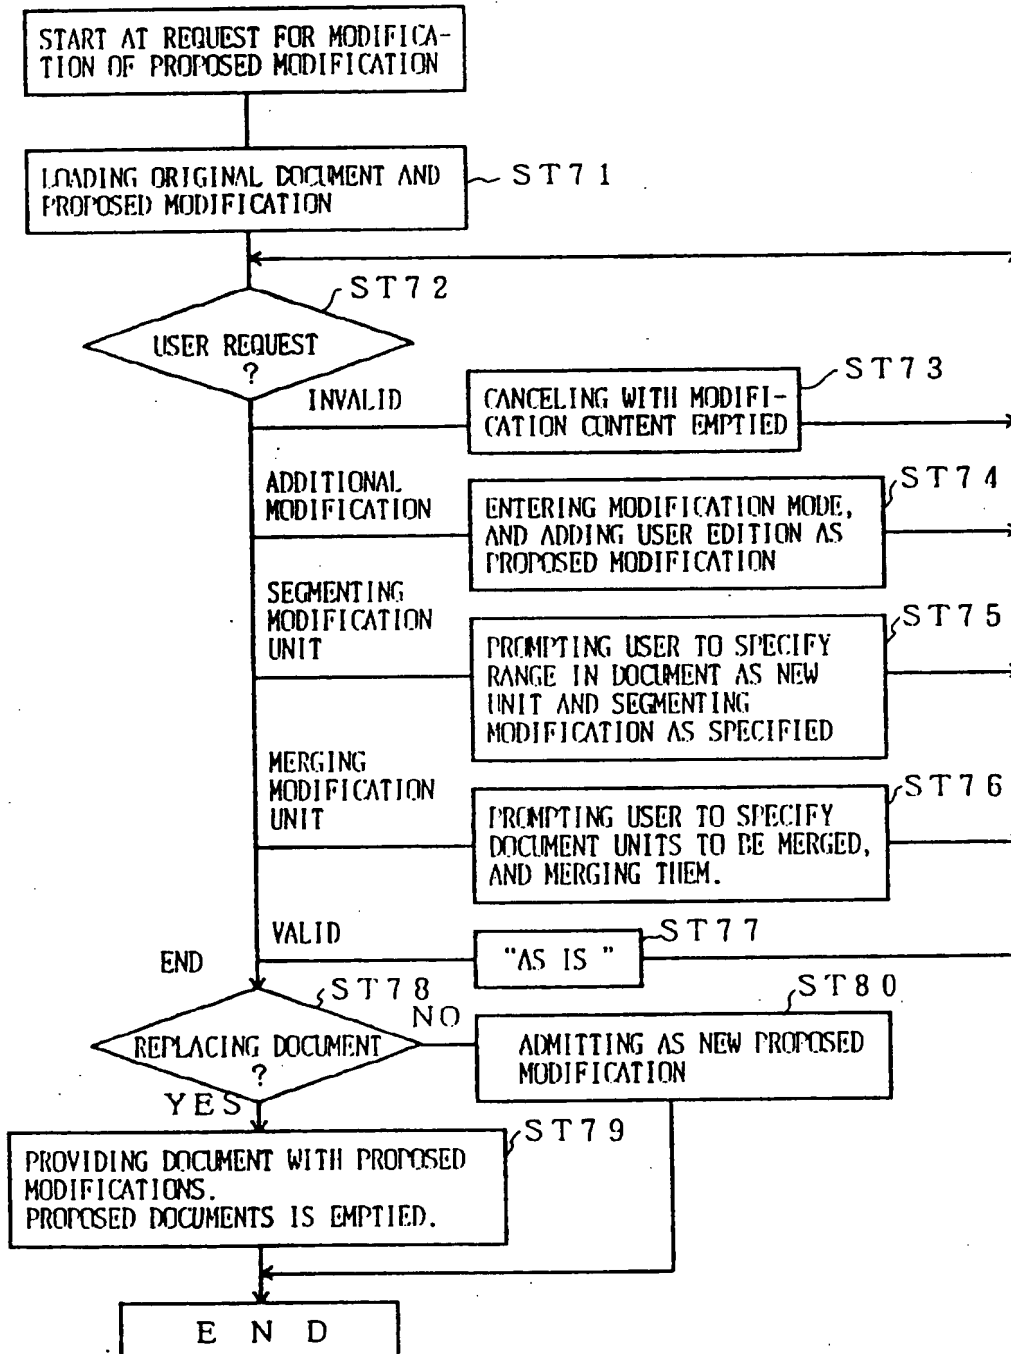 START AT REQUEST FOR MODIFICA-
TION OF PROPOSED MODIFICATION
LOADING ORIGINAL DOCUMENT AND
PROPOSED MODIFICATION
ST71
ST72
USER REQUEST
?
INVALID
CANCELING WITH MODIFI-
CATION CONTENT EMPTIED
ST73
ADDITIONAL
MODIFICATION
ENTERING MODIFICATION MODE,
AND ADDING USER EDITION AS
PROPOSED MODIFICATION
ST74
SEGMENTING
MODIFICATION
UNIT
PROMPTING USER TO SPECIFY
RANGE IN DOCUMENT AS NEW
UNIT AND SEGMENTING
MODIFICATION AS SPECIFIED
ST75
MERGING
MODIFICATION
UNIT
PROMPTING USER TO SPECIFY
DOCUMENT UNITS TO BE MERGED,
AND MERGING THEM.
ST76
VALID
"AS IS "
ST77
END
ST78
REPLACING DOCUMENT
?
NO
ADMITTING AS NEW PROPOSED
MODIFICATION
ST80
YES
PROVIDING DOCUMENT WITH PROPOSED
MODIFICATIONS.
PROPOSED DOCUMENTS IS EMPTIED.
ST79
END